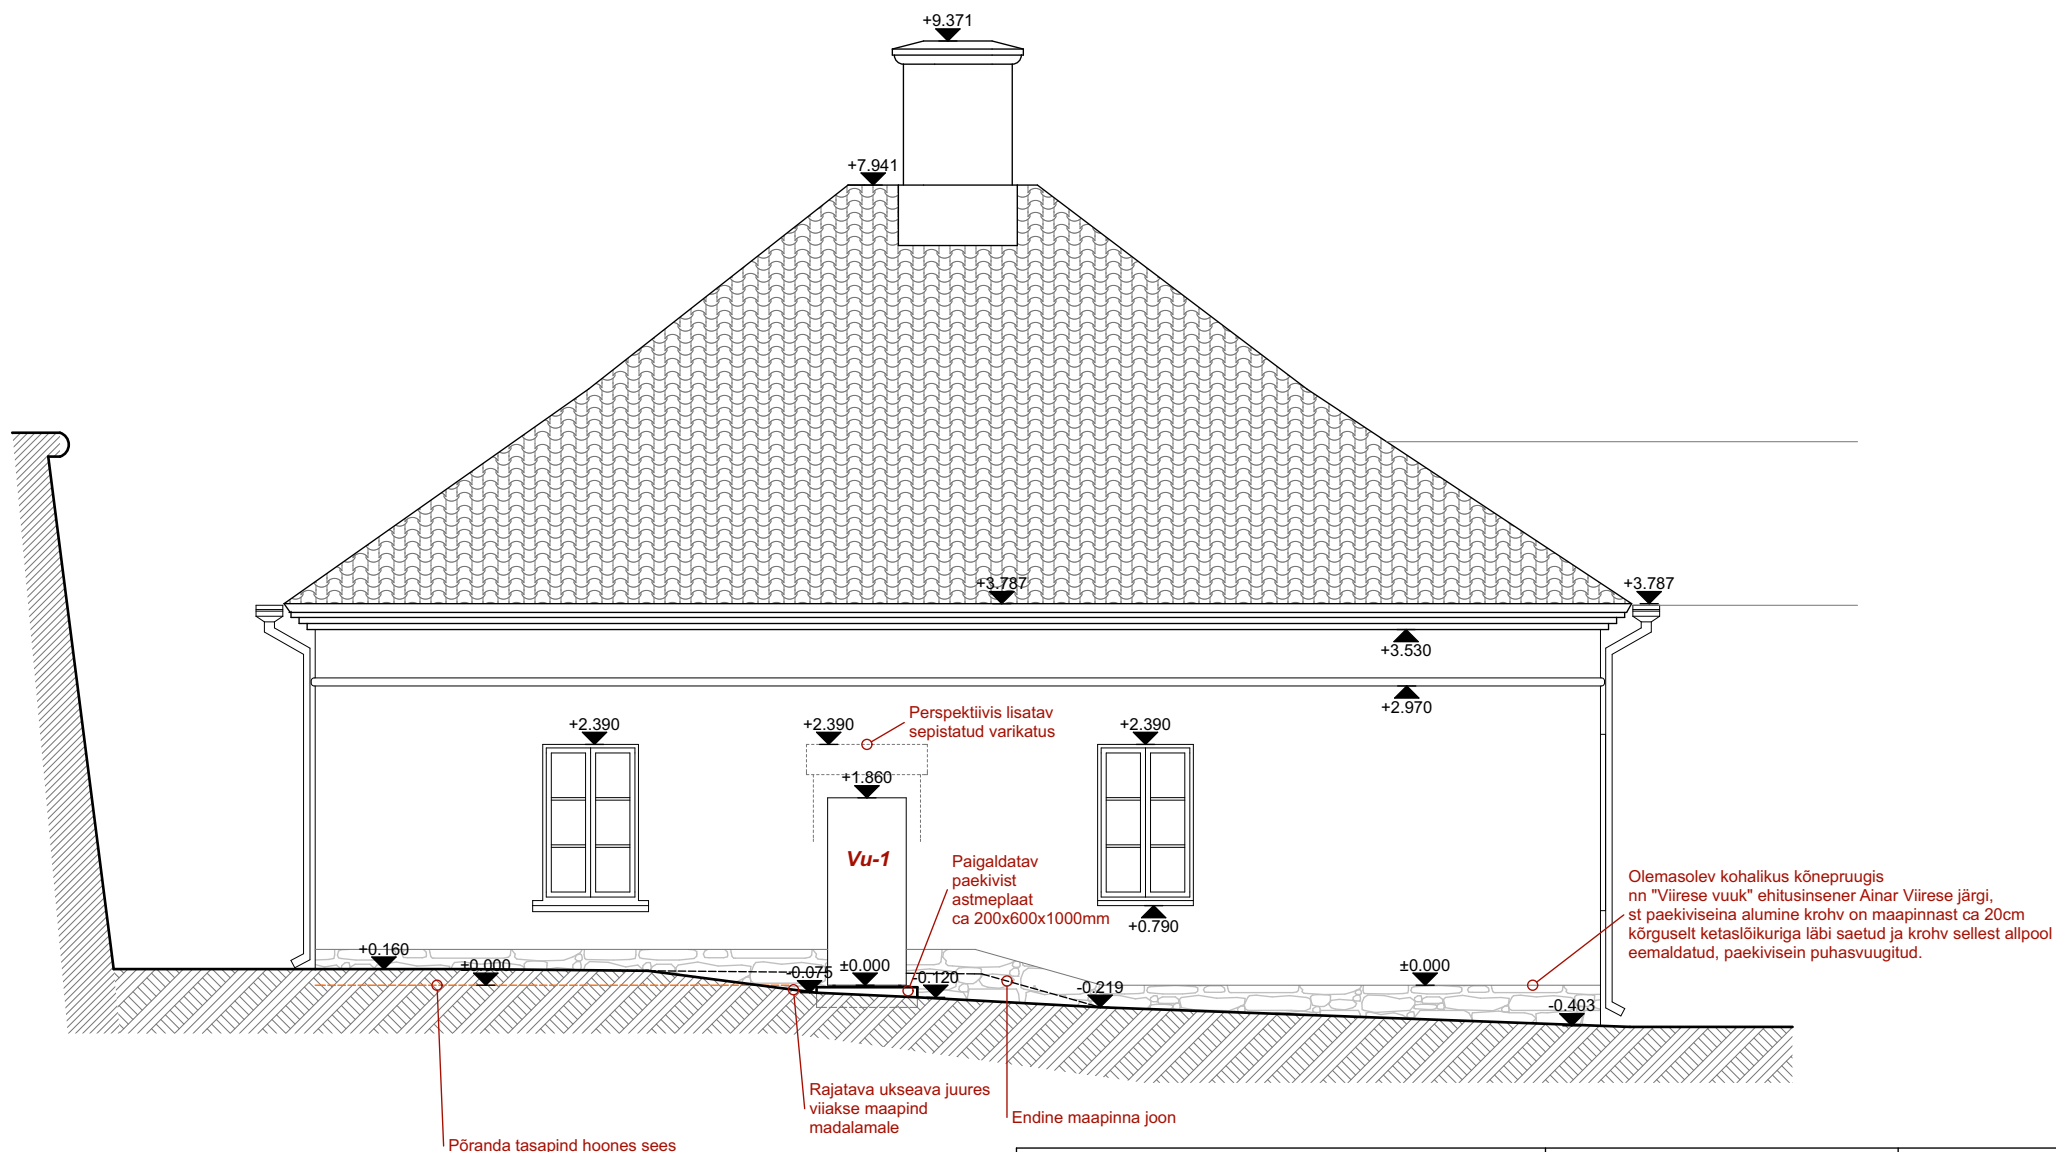 +9.371
+7.941
+3.787
+3.787
+3.530
+2.970
Perspektiivis lisatav
sepistatud varikatus
+2.390
+2.390
+2.390
+1.860
Vu-1
Paigaldatav
paekivist
astmeplaat
ca 200x600x1000mm
+0.790
Olemasolev kohalikus kõnepruugis
nn "Viirese vuuk" ehitusinsener Ainar Viirese järgi,
st paekiviseina alumine krohv on maapinnast ca 20cm
kõrguselt ketaslõikuriga läbi saetud ja krohv sellest allpool
eemaldatud, paekivisein puhasvuugitud.
+0.160
±0.000
-0.075
±0.000
-0.120
-0.219
±0.000
-0.403
Rajatava ukseava juures
viiakse maapind
madalamale
Endine maapinna joon
Põranda tasapind hoones sees